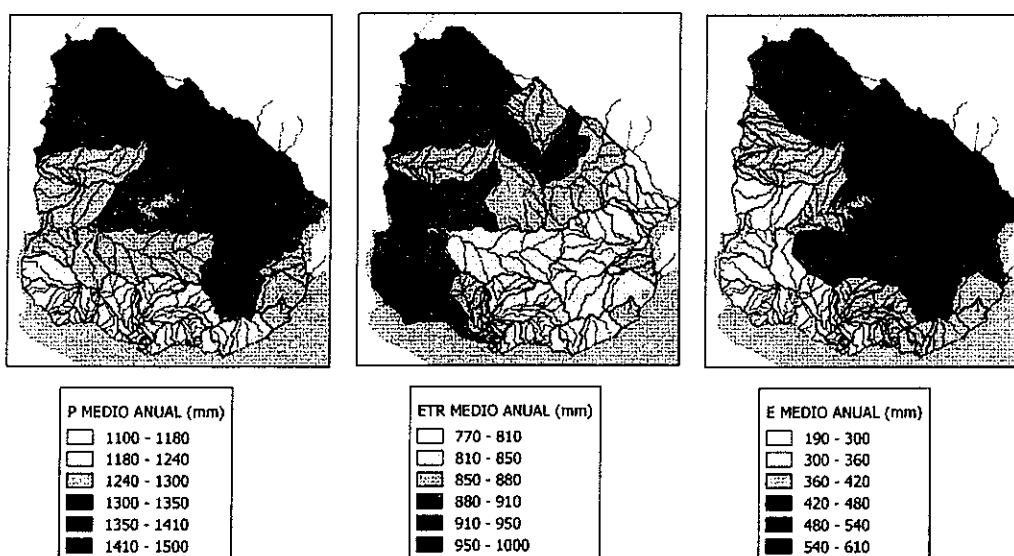 P MEDIO ANUAL (mm)
1100 - 1180
1180 - 1240
1240 - 1300
1300 - 1350
1350 - 1410
1410 - 1500
ETR MEDIO ANUAL (mm)
770 - 810
810 - 850
850 - 880
880 - 910
910 - 950
950 - 1000
E MEDIO ANUAL (mm)
190 - 300
300 - 360
360 - 420
420 - 480
480 - 540
540 - 610